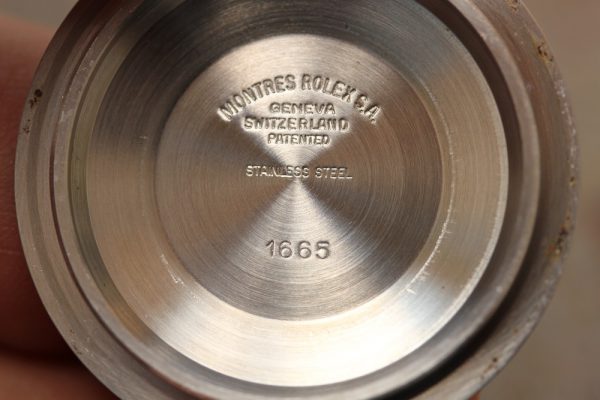 MONTRES ROLEX S.A.
GENEVA
SWITZERLAND
PATENTED
STAINLESS STEEL
1665